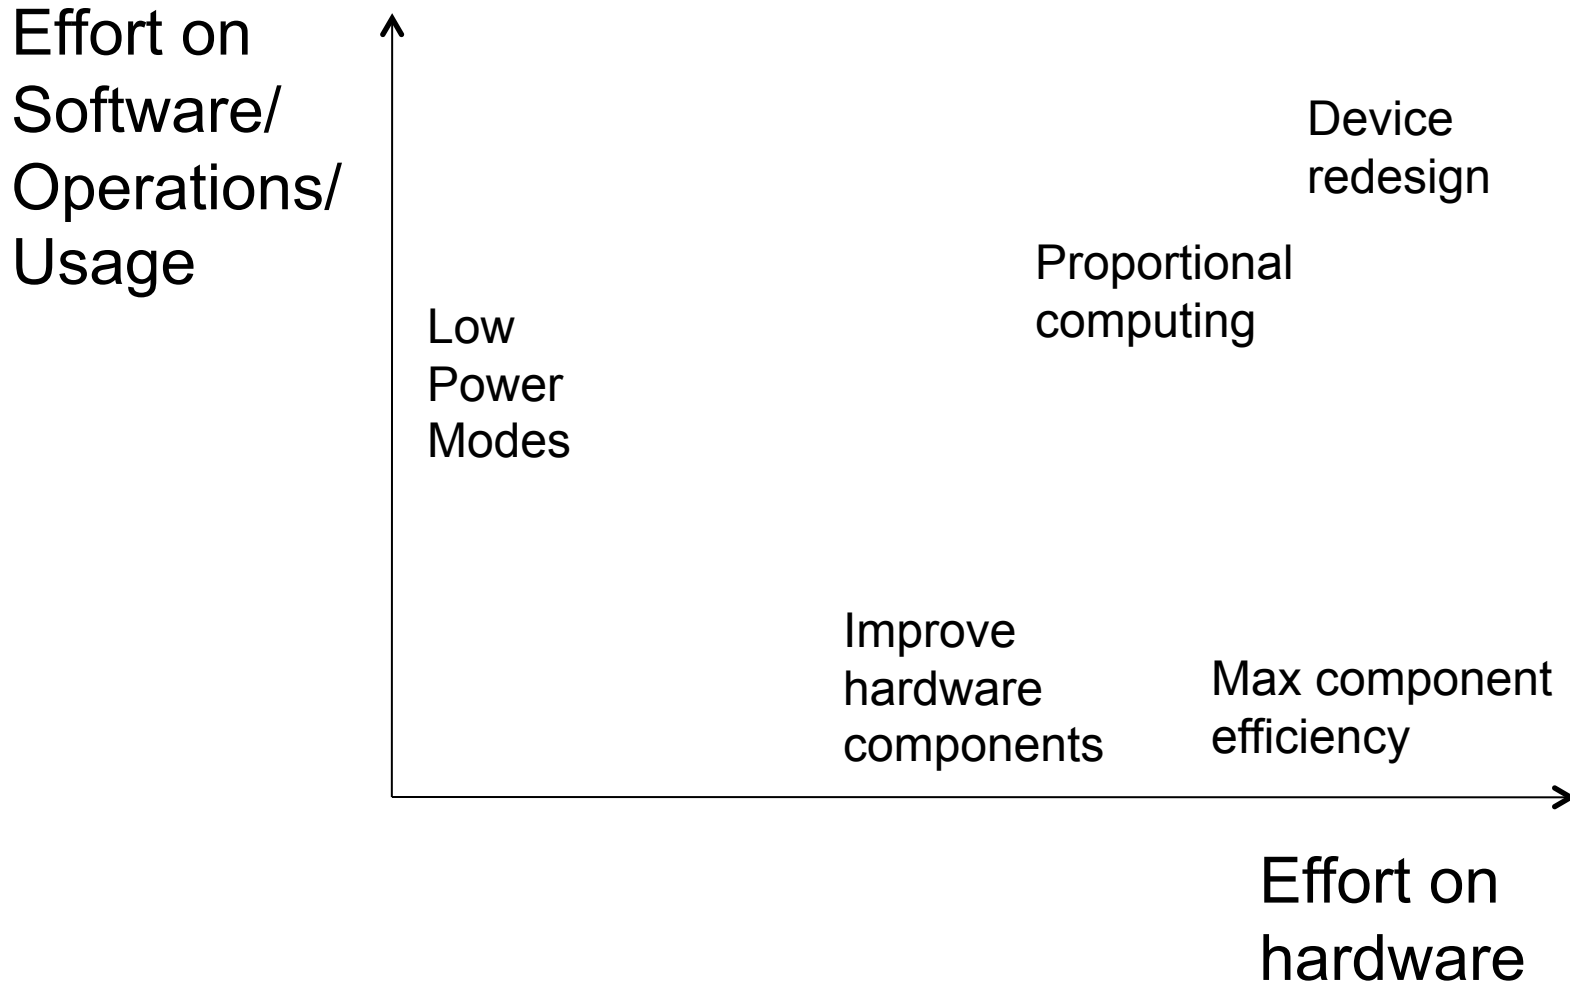 Effort on
Software/
Operations/
Usage
Device
redesign
Proportional
computing
Low
Power
Modes
Improve
hardware
components
Max component
efficiency
Effort on
hardware